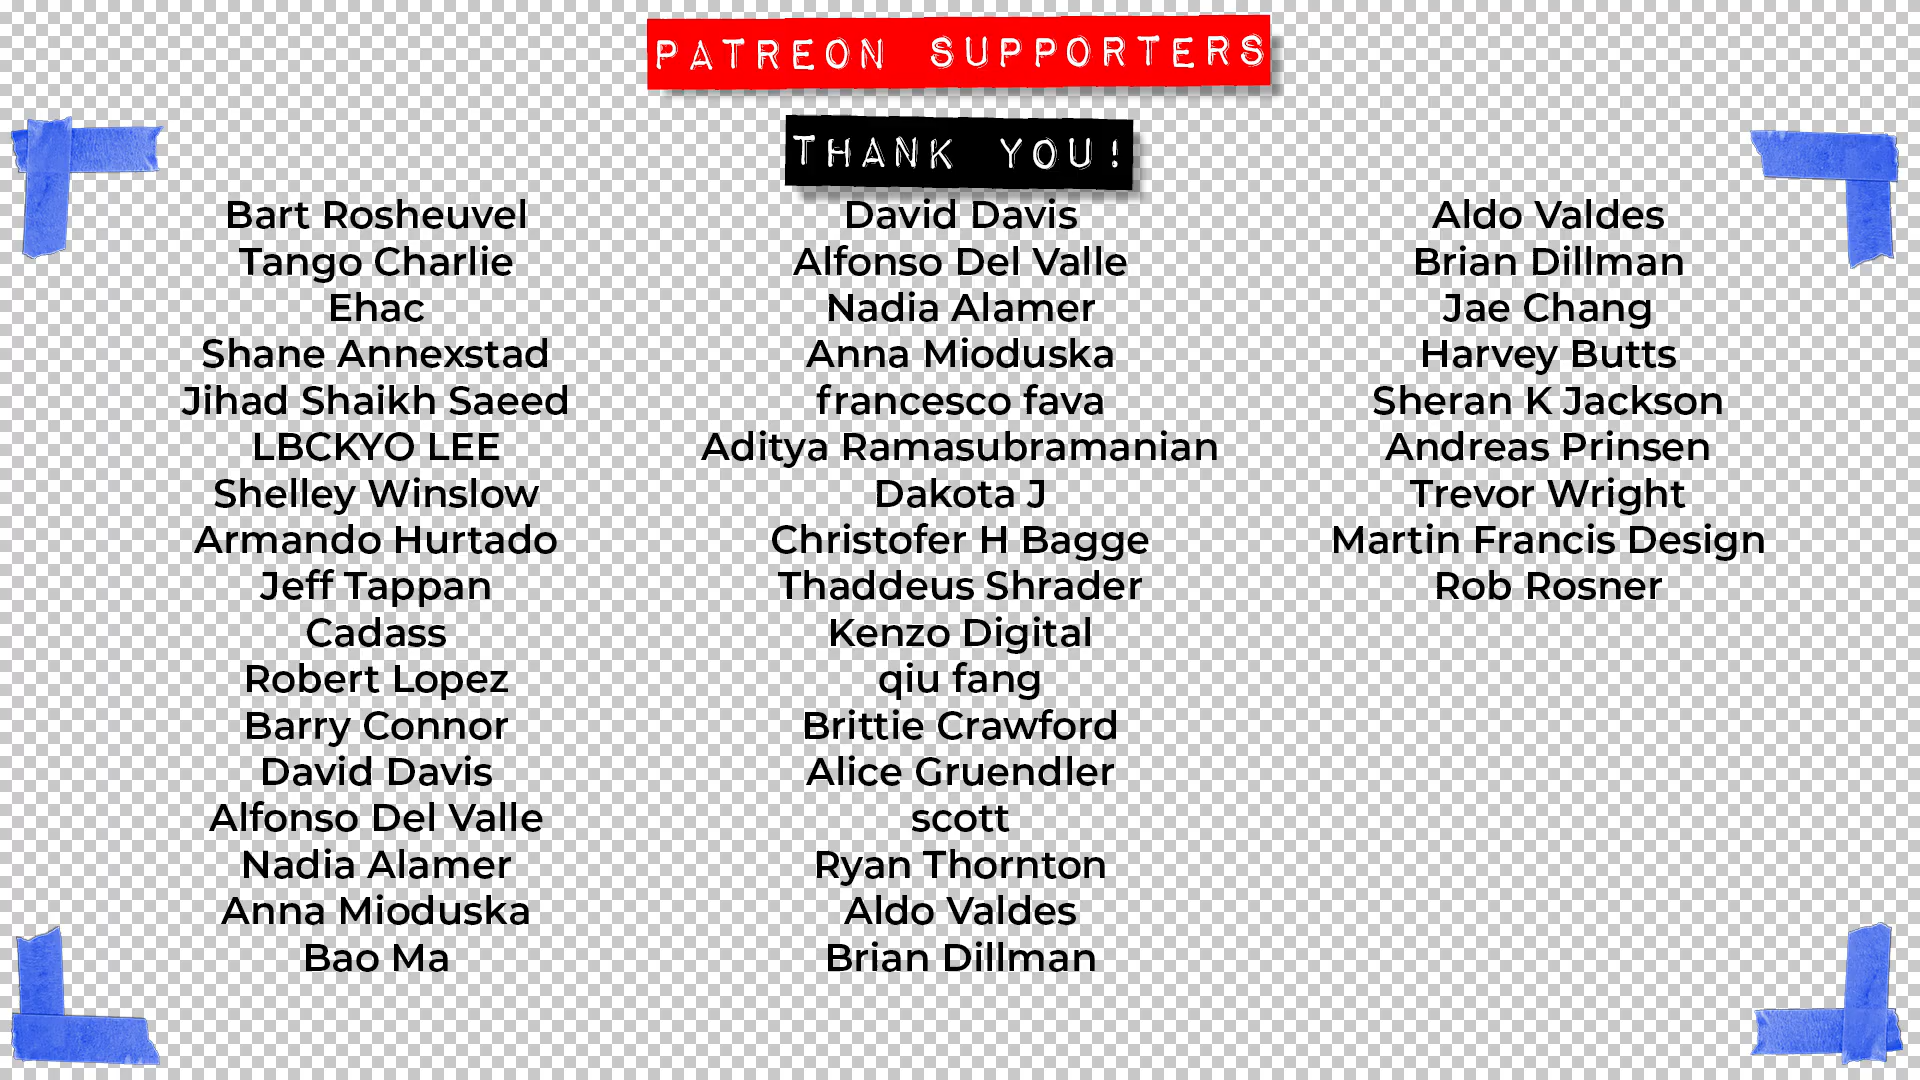 PATREON SUPPORTERS
THANK YOU!
Bart Rosheuvel
Tango Charlie
Ehac
Shane Annexstad
Jihad Shaikh Saeed
LBCKYO LEE
Shelley Winslow
Armando Hurtado
Jeff Tappan
Cadass
Robert Lopez
Barry Connor
David Davis
Alfonso Del Valle
Nadia Alamer
Anna Mioduska
Bao Ma
David Davis
Alfonso Del Valle
Nadia Alamer
Anna Mioduska
francesco fava
Aditya Ramasubramanian
Dakota J
Christofer H Bagge
Thaddeus Shrader
Kenzo Digital
qiu fang
Brittie Crawford
Alice Gruendler
scott
Ryan Thornton
Aldo Valdes
Brian Dillman
Aldo Valdes
Brian Dillman
Jae Chang
Harvey Butts
Sheran K Jackson
Andreas Prinsen
Trevor Wright
Martin Francis Design
Rob Rosner